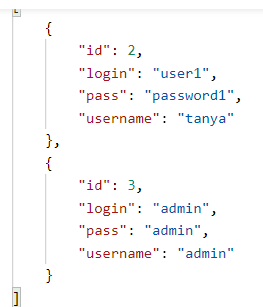 [
{
"id": 2,
"login": "user1",
"pass": "password1",
"username": "tanya"
},
{
"id": 3,
"login": "admin",
"pass": "admin",
"username": "admin"
}
]